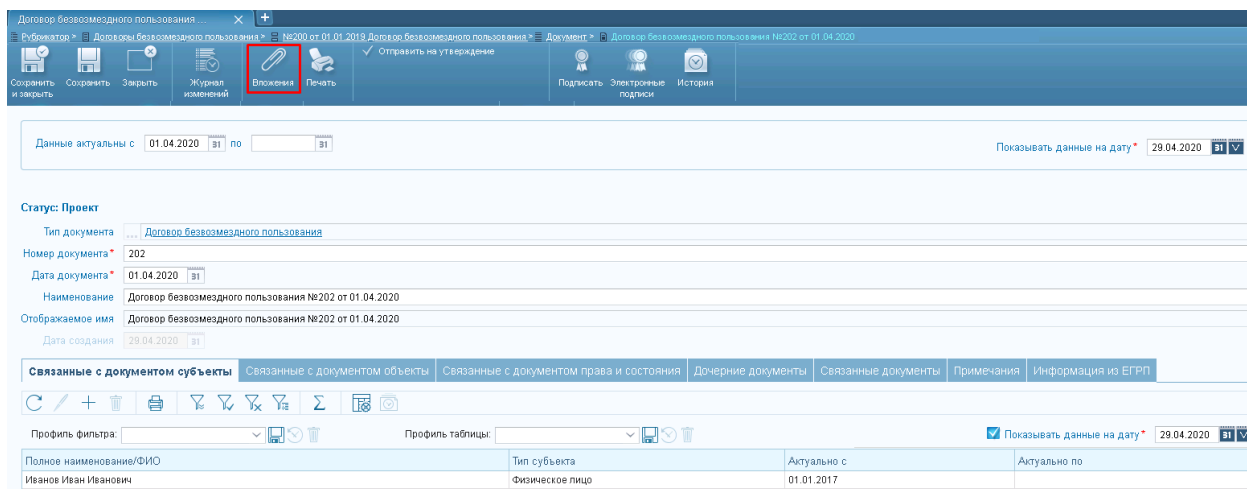 Договор безвозмездного пользования ...
Рубрикатор > Договоры безвозмездного пользования > №200 от 01.01.2019 Договор безвозмездного пользования > Документ > Договор безвозмездного пользования №202 от 01.04.2020
Сохранить и закрыть
Сохранить
Закрыть
Журнал изменений
Вложения
Печать
Отправить на утверждение
Подписать
Электронные подписи
История
Данные актуальны с 01.04.2020 31 по 31
Показывать данные на дату* 29.04.2020 31
Статус: Проект
Тип документа ... Договор безвозмездного пользования
Номер документа* 202
Дата документа* 01.04.2020 31
Наименование Договор безвозмездного пользования №202 от 01.04.2020
Отображаемое имя Договор безвозмездного пользования №202 от 01.04.2020
Дата создания 29.04.2020 31
Связанные с документом субъекты Связанные с документом объекты Связанные с документом права и состояния Дочерние документы Связанные документы Примечания Информация из ЕГРП
Профиль фильтра: Профиль таблицы: Показывать данные на дату* 29.04.2020 31
Полное наименование/ФИО Тип субъекта Актуально с Актуально по
Иванов Иван Иванович Физическое лицо 01.01.2017